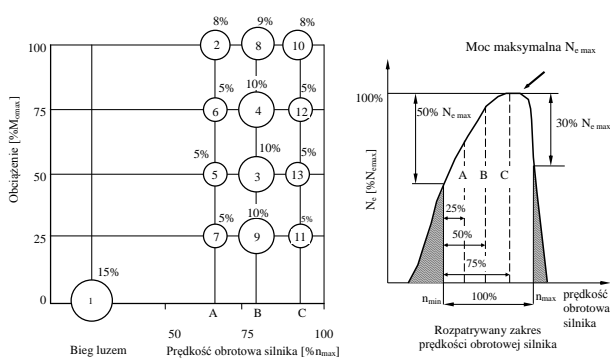 8% 9% 8%
100 2 8 10
5% 10% 5%
75 6 4 12
5% 10% 5%
50 5 3 13
5% 10% 5%
25 7 9 11
15%
0 1
A B C
50 75 100
Bieg luzem Prędkość obrotowa silnika [%nmax]
Obciążenie [%Momax]
Moc maksymalna Ne max
100%
50% Ne max
30% Ne max
A B C
25%
50%
75%
Ne [%Nemax]
nmin 100% nmax prędkość
obrotowa
silnika
Rozpatrywany zakres
prędkości obrotowej silnika